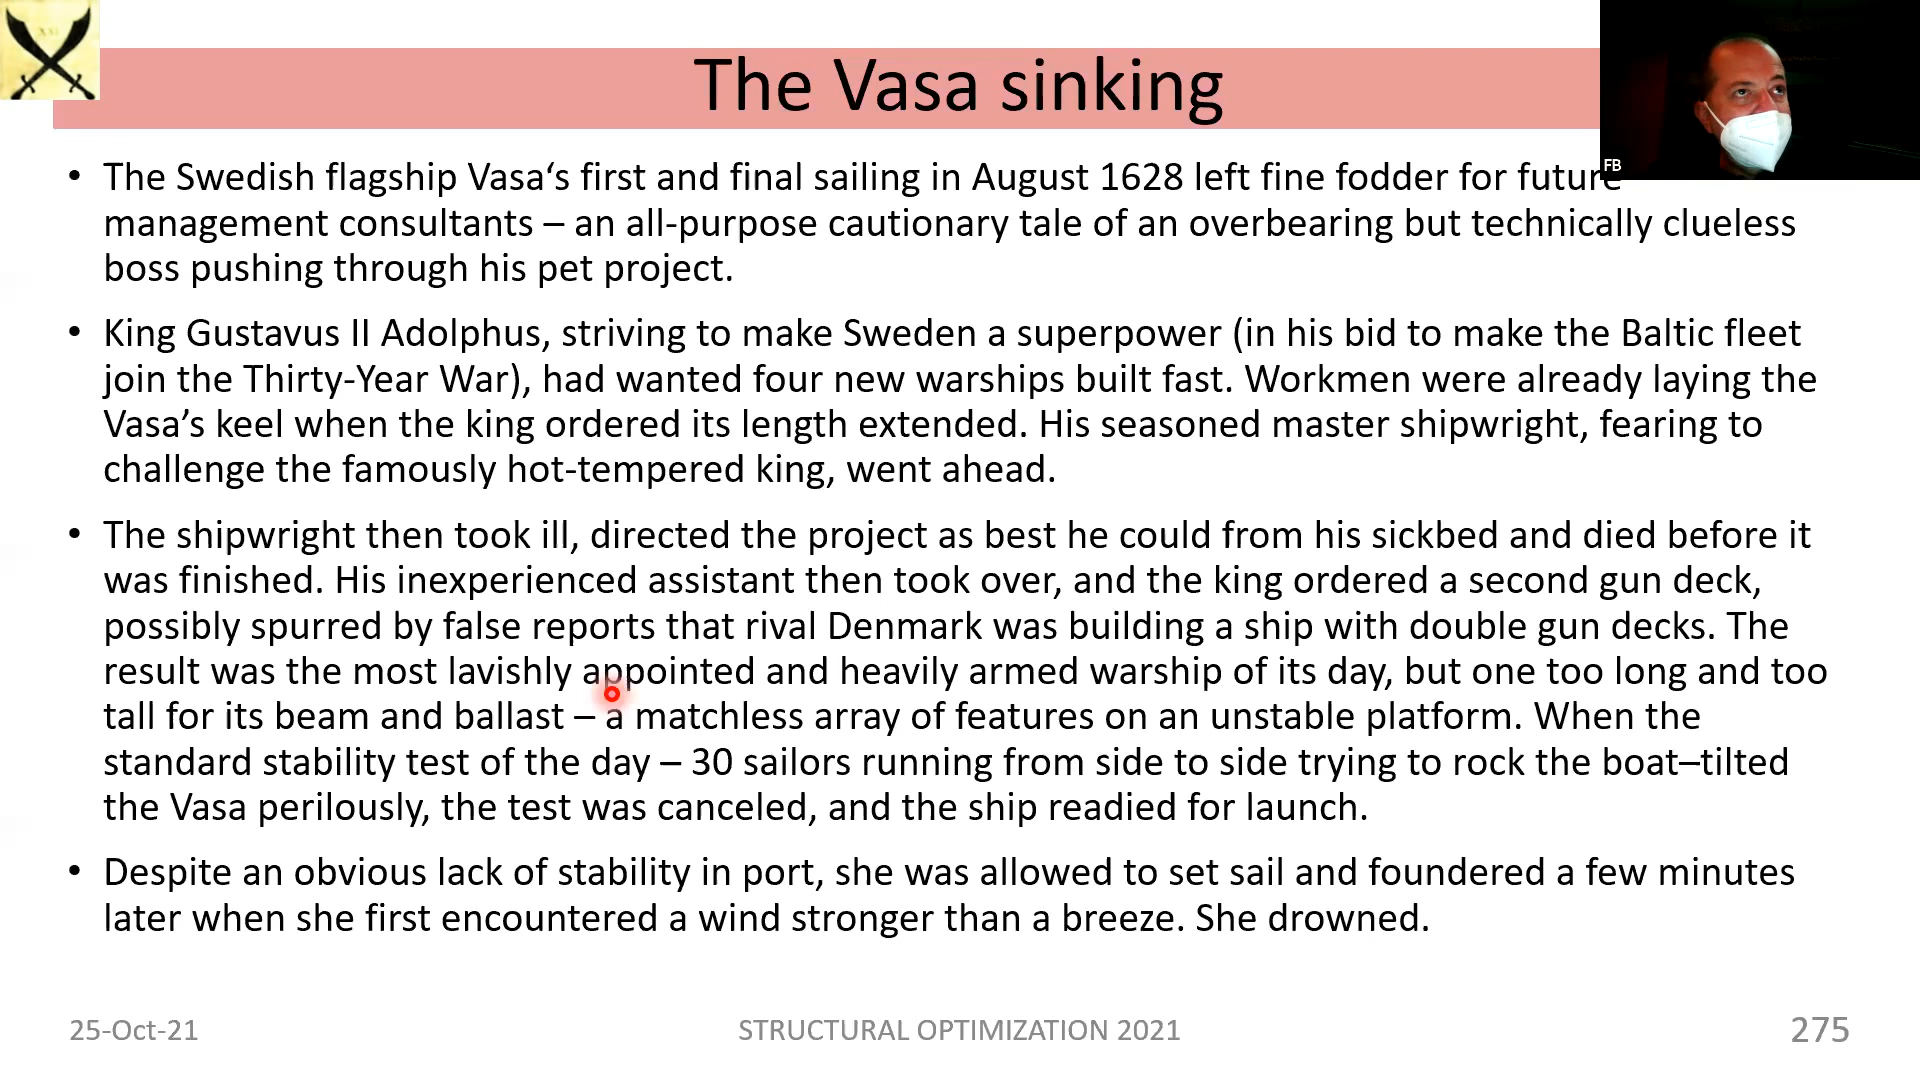 XVI
The Vasa sinking
FB
• The Swedish flagship Vasa‘s first and final sailing in August 1628 left fine fodder for future
management consultants – an all-purpose cautionary tale of an overbearing but technically clueless
boss pushing through his pet project.
• King Gustavus II Adolphus, striving to make Sweden a superpower (in his bid to make the Baltic fleet
join the Thirty-Year War), had wanted four new warships built fast. Workmen were already laying the
Vasa’s keel when the king ordered its length extended. His seasoned master shipwright, fearing to
challenge the famously hot-tempered king, went ahead.
• The shipwright then took ill, directed the project as best he could from his sickbed and died before it
was finished. His inexperienced assistant then took over, and the king ordered a second gun deck,
possibly spurred by false reports that rival Denmark was building a ship with double gun decks. The
result was the most lavishly appointed and heavily armed warship of its day, but one too long and too
tall for its beam and ballast – a matchless array of features on an unstable platform. When the
standard stability test of the day – 30 sailors running from side to side trying to rock the boat–tilted
the Vasa perilously, the test was canceled, and the ship readied for launch.
• Despite an obvious lack of stability in port, she was allowed to set sail and foundered a few minutes
later when she first encountered a wind stronger than a breeze. She drowned.
25-Oct-21
STRUCTURAL OPTIMIZATION 2021
275